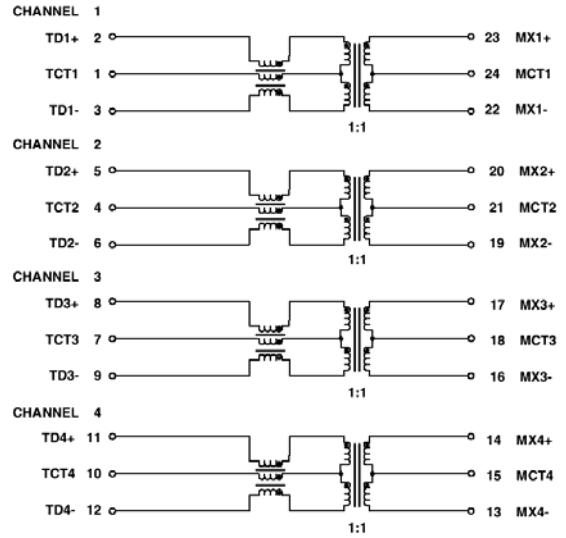 CHANNEL 1
TD1+ 2 23 MX1+
TCT1 1 24 MCT1
TD1- 3 22 MX1-
1:1
CHANNEL 2
TD2+ 5 20 MX2+
TCT2 4 21 MCT2
TD2- 6 19 MX2-
1:1
CHANNEL 3
TD3+ 8 17 MX3+
TCT3 7 18 MCT3
TD3- 9 16 MX3-
1:1
CHANNEL 4
TD4+ 11 14 MX4+
TCT4 10 15 MCT4
TD4- 12 13 MX4-
1:1